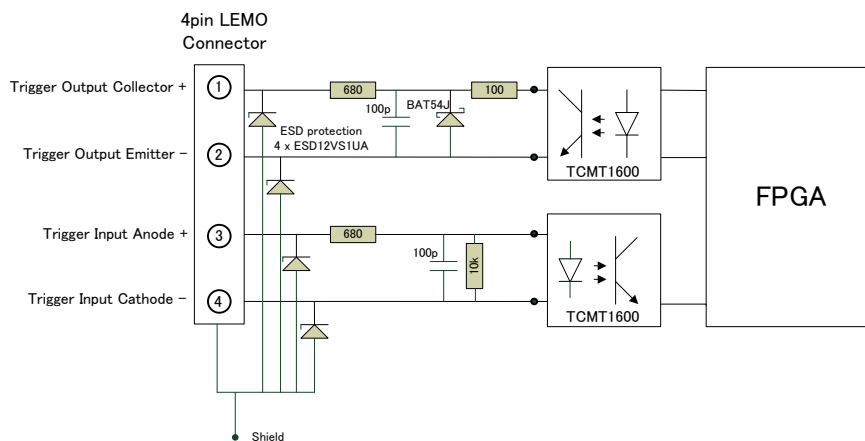 4pin LEMO
Connector
Trigger Output Collector +
1
680
100p
BAT54J
100
ESD protection
4 x ESD12VS1UA
Trigger Output Emitter -
2
TCMT1600
FPGA
Trigger Input Anode +
3
680
100p
10k
Trigger Input Cathode -
4
TCMT1600
Shield